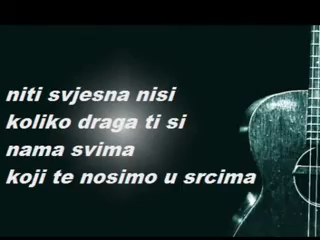 niti svjesna nisi
koliko draga ti si
nama svima
koji te nosimo u srcima